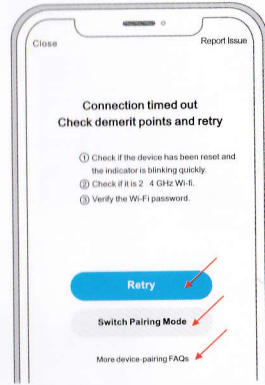 Close
Report Issue
Connection timed out
Check demerit points and retry
① Check if the device has been reset and
the indicator is blinking quickly.
② Check if it is 2 4 GHz Wi-fi.
③ Verify the Wi-Fi password.
Retry
Switch Pairing Mode
More device-pairing FAQs